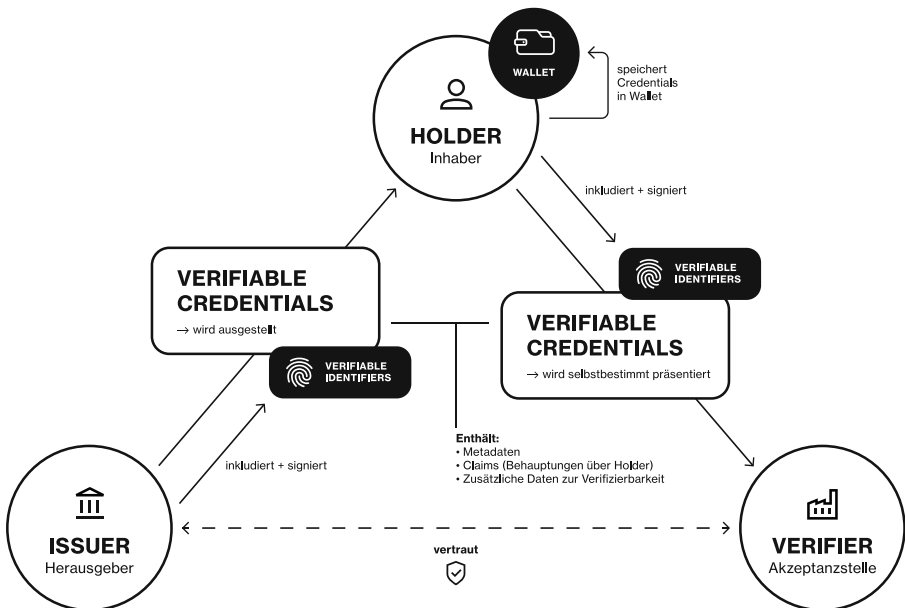 WALLET
speichert
Credentials
in Wallet
HOLDER
Inhaber
inkludiert + signiert
VERIFIABLE
IDENTIFIERS
VERIFIABLE
CREDENTIALS
→ wird ausgestellt
VERIFIABLE
IDENTIFIERS
VERIFIABLE
CREDENTIALS
→ wird selbstbestimmt präsentiert
Enthält:
• Metadaten
• Claims (Behauptungen über Holder)
• Zusätzliche Daten zur Verifizierbarkeit
inkludiert + signiert
ISSUER
Herausgeber
vertraut
VERIFIER
Akzeptanzstelle